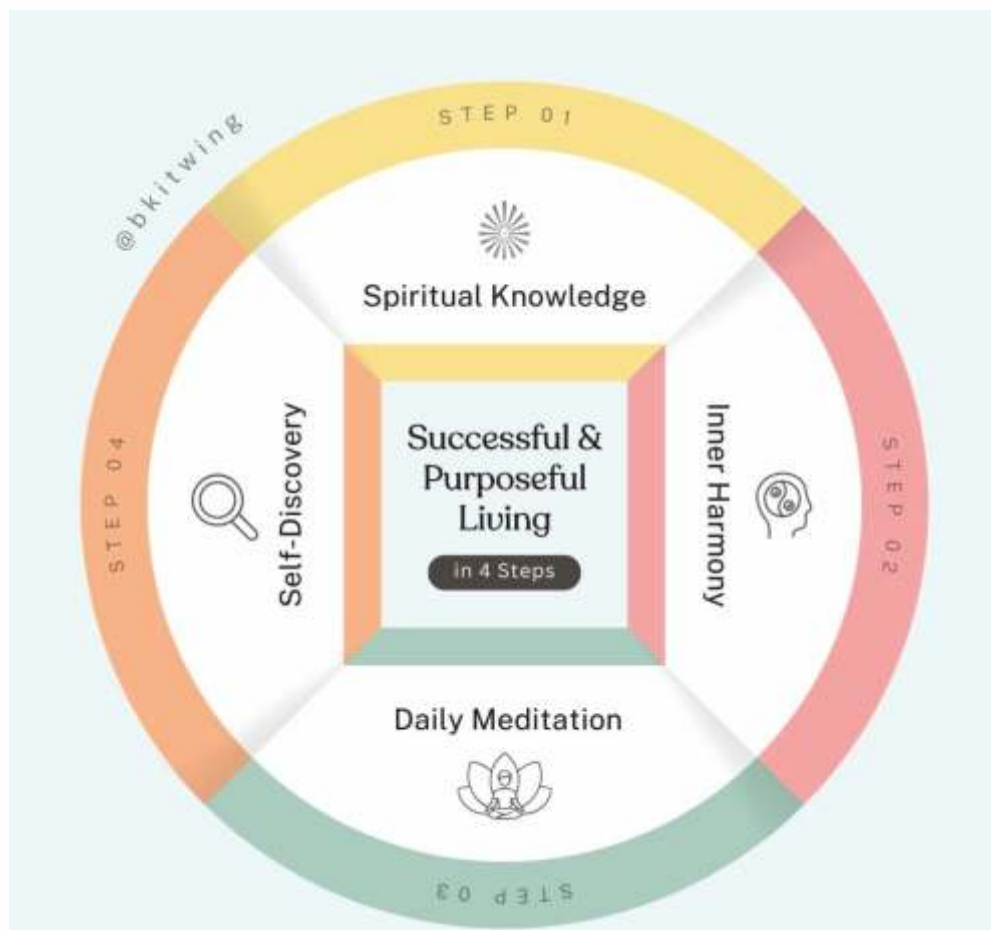 @bkitwing
STEP 01
Spiritual Knowledge
STEP 02
Inner Harmony
STEP 03
Daily Meditation
STEP 04
Self-Discovery
Successful &
Purposeful
Living
in 4 Steps